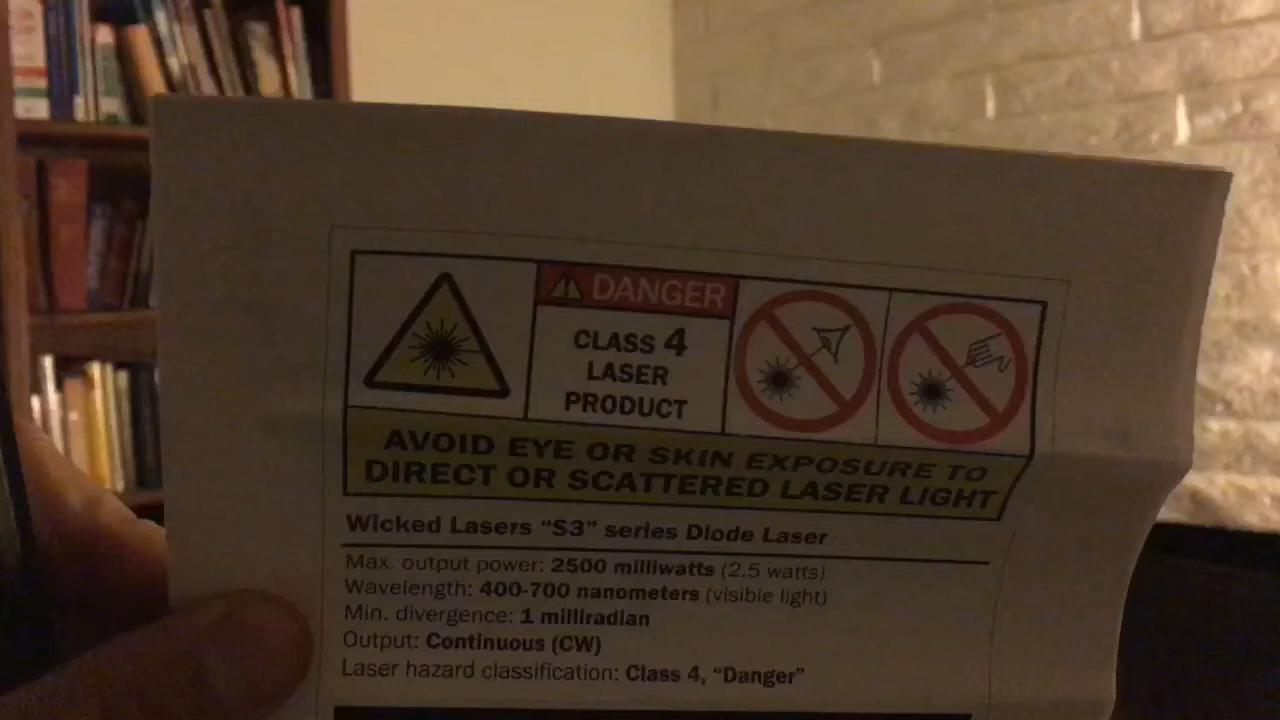 DANGER
CLASS 4
LASER
PRODUCT
AVOID EYE OR SKIN EXPOSURE TO
DIRECT OR SCATTERED LASER LIGHT
Wicked Lasers “S3” series Diode Laser
Max. output power: 2500 milliwatts (2.5 watts)
Wavelength: 400-700 nanometers (visible light)
Min. divergence: 1 milliradian
Output: Continuous (CW)
Laser hazard classification: Class 4, “Danger”